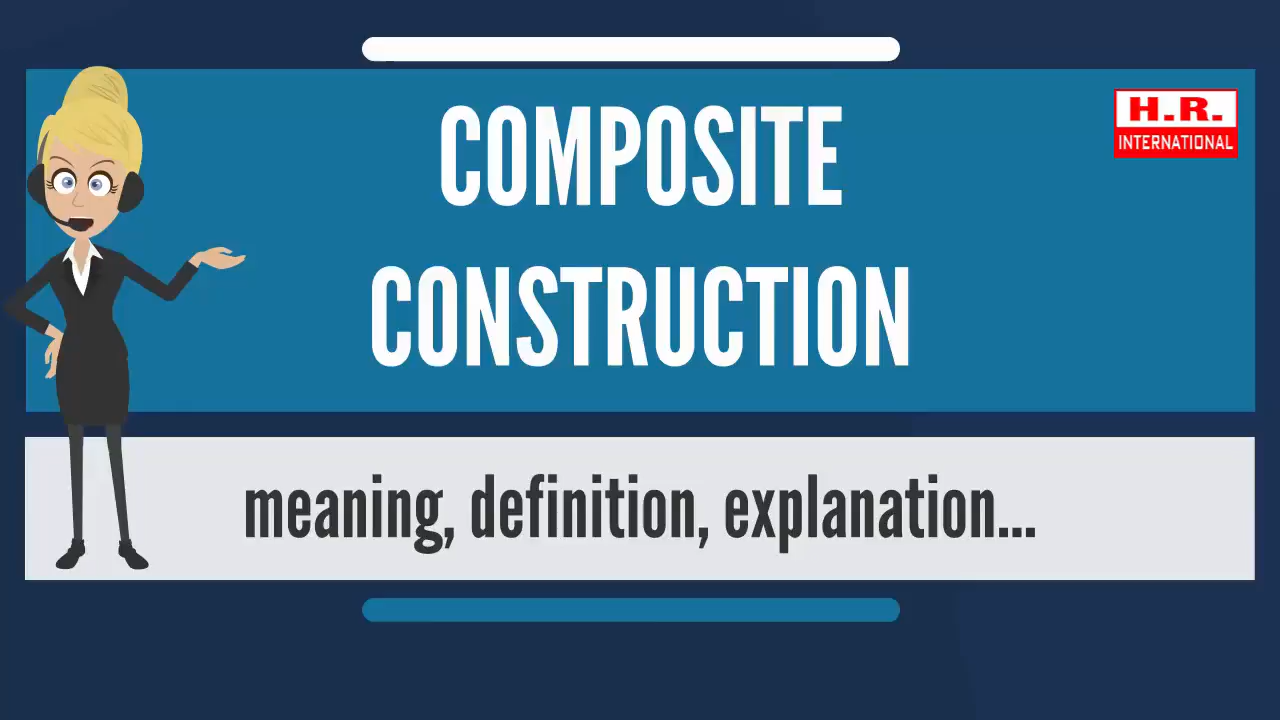 COMPOSITE
CONSTRUCTION
H.R.
INTERNATIONAL
meaning, definition, explanation...